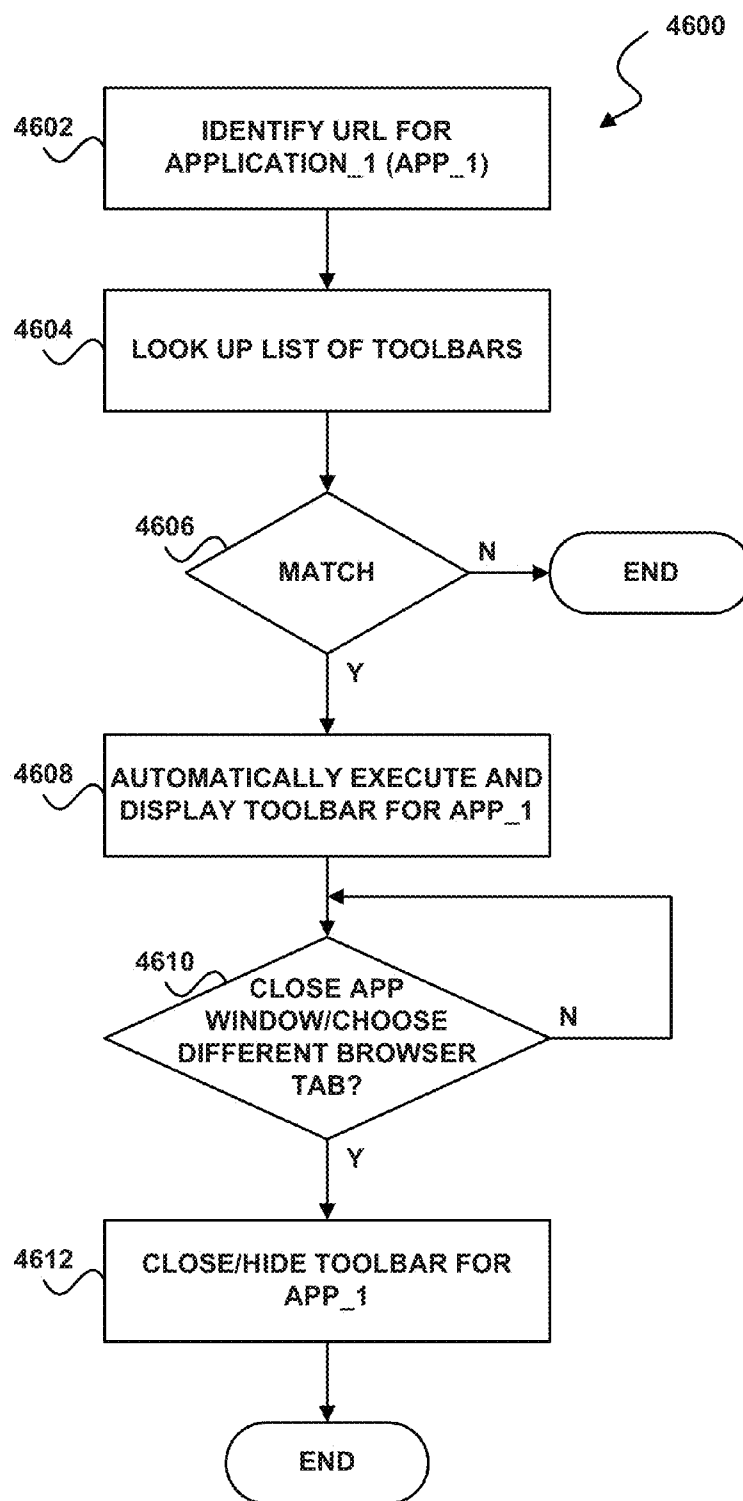 4600
4602
IDENTIFY URL FOR
APPLICATION_1 (APP_1)
4604
LOOK UP LIST OF TOOLBARS
4606
MATCH
N
END
Y
4608
AUTOMATICALLY EXECUTE AND
DISPLAY TOOLBAR FOR APP_1
4610
CLOSE APP
WINDOW/CHOOSE
DIFFERENT BROWSER
TAB?
N
Y
4612
CLOSE/HIDE TOOLBAR FOR
APP_1
END